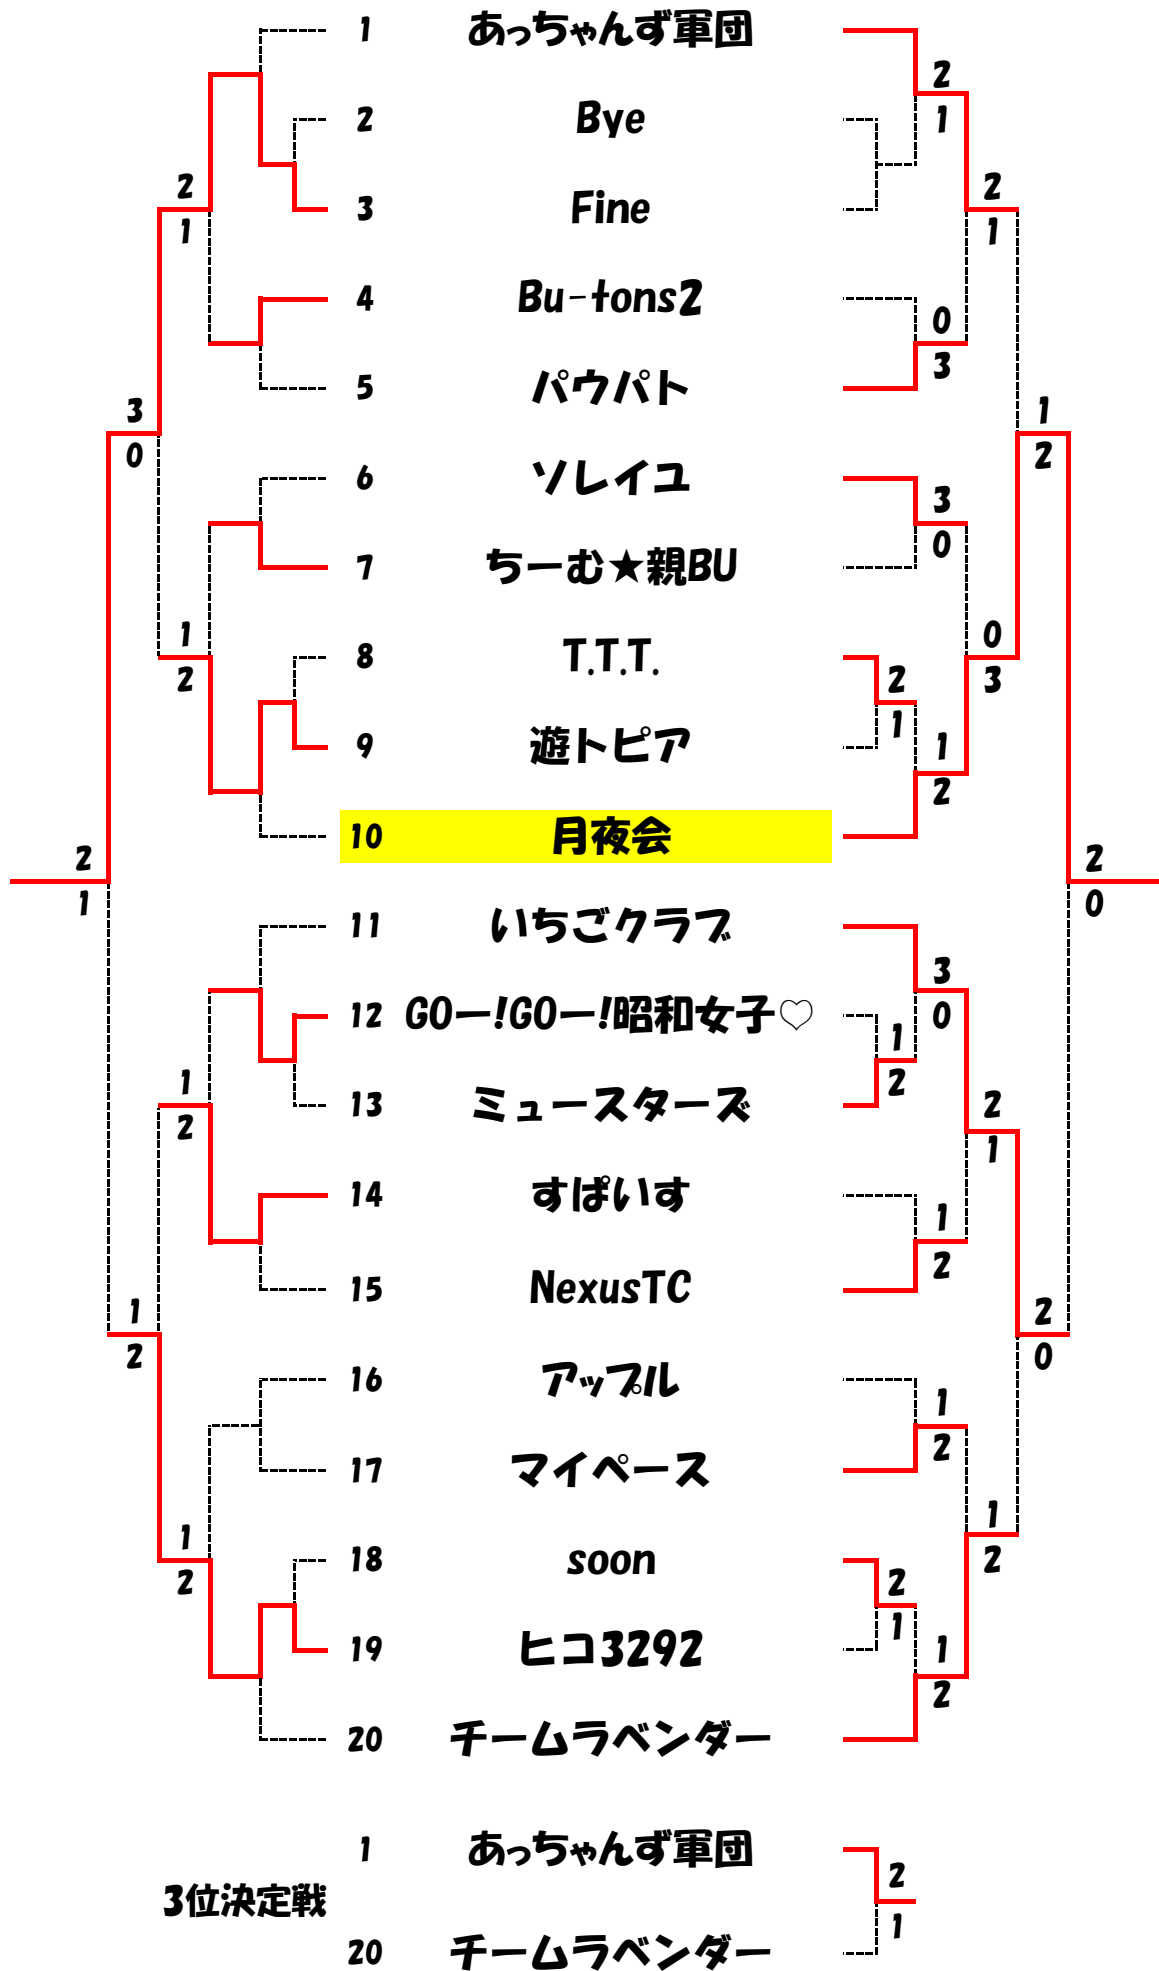 1 あっちゃんず軍団
2
2 Bye
1
2 3 Fine 2
1 1
4 Bu-tons2
0
3
3 5 パウパト 1
0 2
6 ソレイユ
3
0
7 ちーむ★親BU
1 0
2 8 T.T.T. 2 3
1
9 遊トピア 1
2
10 月夜会
2 2
1 0
11 いちごクラブ
3
12 GOー!GOー!昭和女子♡ 0
1
1 2
2 13 ミュースターズ 2
1
14 すぱいす
1
2
15 NexusTC
1 2
2 0
16 アップル
1
2
17 マイペース
1 1
2 18 soon 2 2
1
19 ヒコ3292 1
2
20 チームラベンダー
1 あっちゃんず軍団
2
3位決定戦
1
20 チームラベンダー